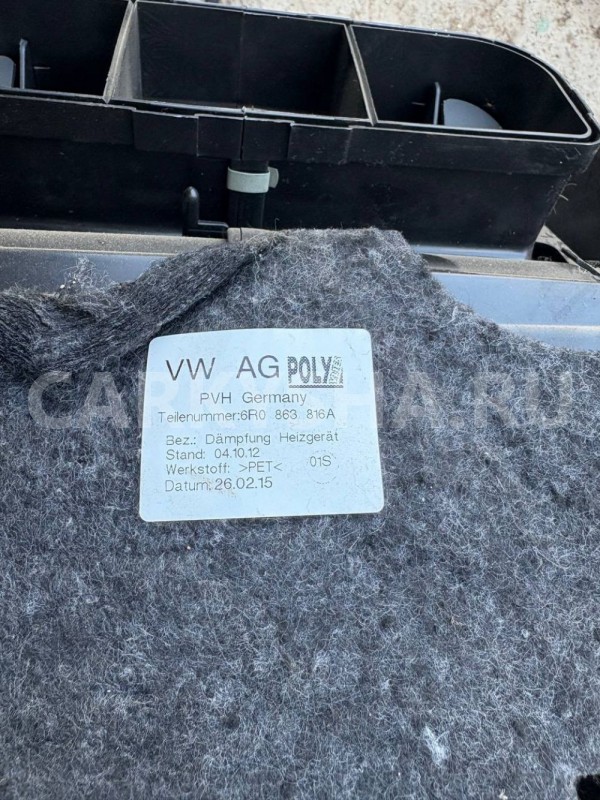 VW AG POLY
PVH Germany
Teilenummer:6R0 863 816A
Bez.: Dämpfung Heizgerät
Stand: 04.10.12
Werkstoff: >PET< 01S
Datum: 26.02.15